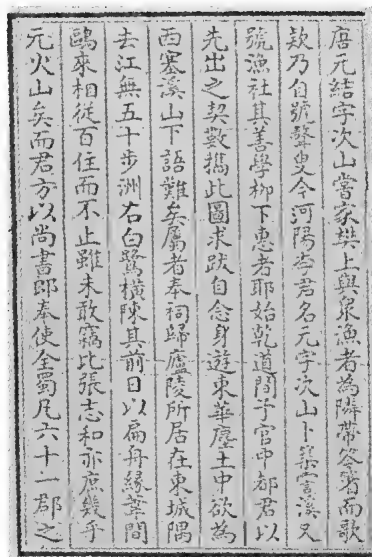 唐元結字次山嘗家樊上與衆漁者為隣帶笭箵而歌
欸乃自號聱叟今河陽李君名元字次山卜築雪溪又
號漁社其善學柳下惠者耶始乾道間予官中都君以
先出之契數攜此圖求跋自念身遊東華塵土中欲為
西塞溪山下語難矣屬者奉祠歸廬陵所居在東城隅
去江無五十步洲右白鷺橫陳其前日以扁舟緣葦間
鷗來相從百住而不止雖未敢竊比張志和亦庶幾乎
元次山矣而君方以尚書郎奉使全蜀凡六十一郡之